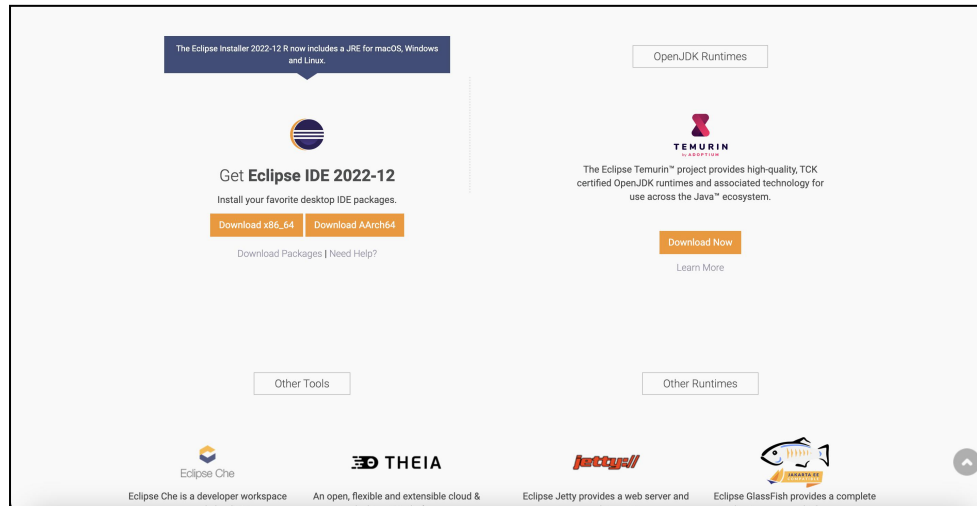 The Eclipse Installer 2022-12 R now includes a JRE for macOS, Windows
and Linux.
Get Eclipse IDE 2022-12
Install your favorite desktop IDE packages.
Download x86_64
Download AArch64
Download Packages | Need Help?
OpenJDK Runtimes
TEMURIN
by ADOPTIUM
The Eclipse Temurin™ project provides high-quality, TCK
certified OpenJDK runtimes and associated technology for
use across the Java™ ecosystem.
Download Now
Learn More
Other Tools
Other Runtimes
Eclipse Che
Eclipse Che is a developer workspace
THEIA
An open, flexible and extensible cloud &
jetty://
Eclipse Jetty provides a web server and
JAKARTA EE
COMPATIBLE
Eclipse GlassFish provides a complete